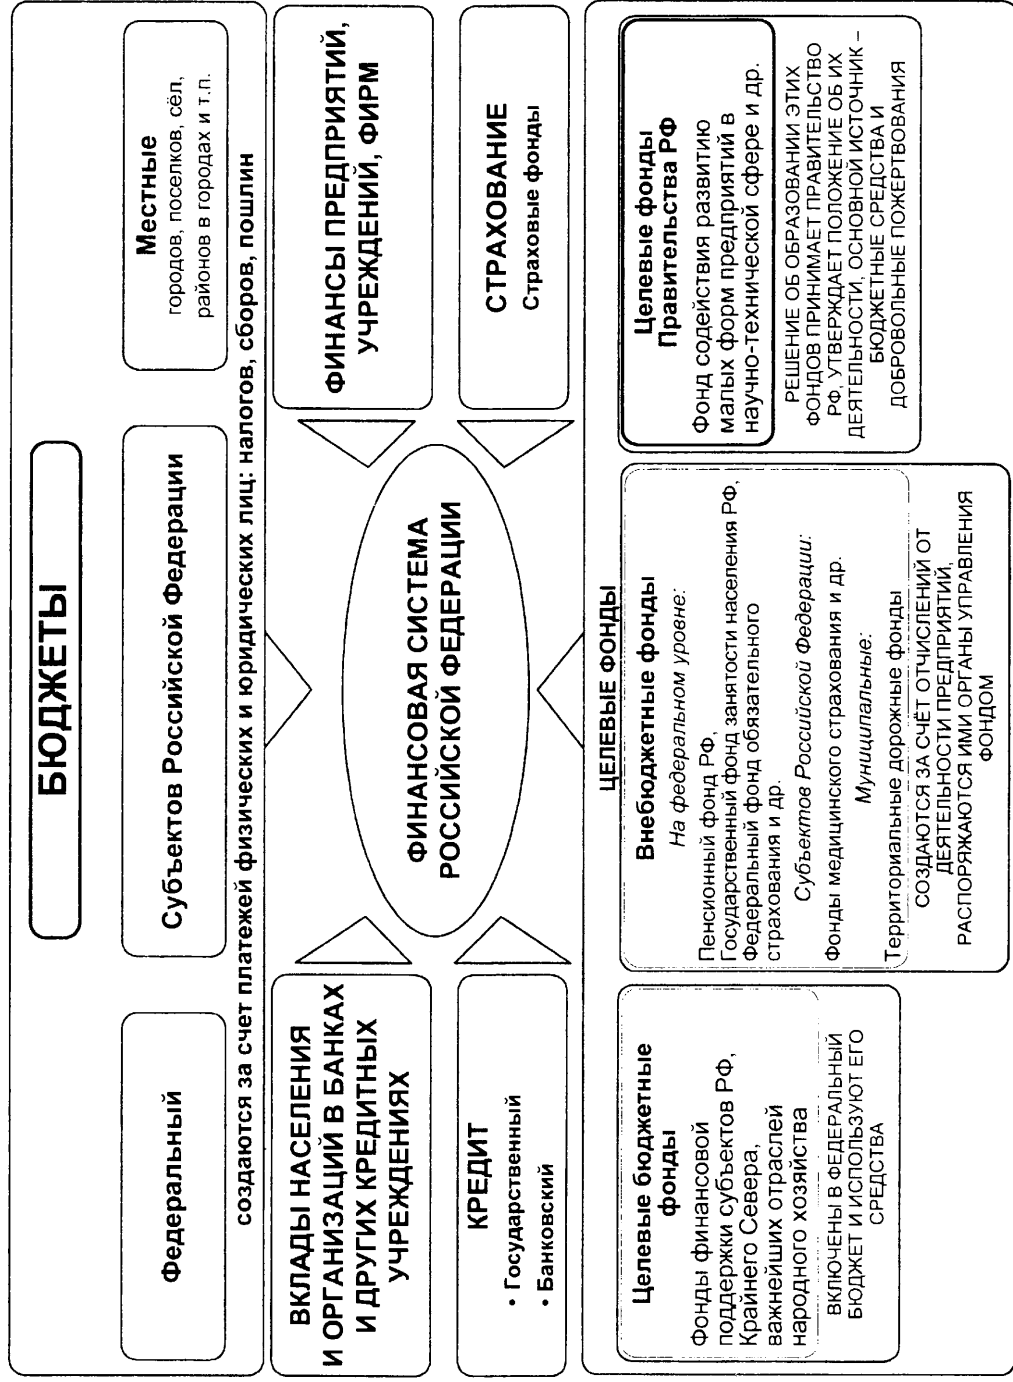 БЮДЖЕТЫ
Федеральный
Субъектов Российской Федерации
Местные
городов, поселков, сёл,
районов в городах и т.п.
создаются за счет платежей физических и юридических лиц: налогов, сборов, пошлин
ВКЛАДЫ НАСЕЛЕНИЯ
И ОРГАНИЗАЦИЙ В БАНКАХ
И ДРУГИХ КРЕДИТНЫХ
УЧРЕЖДЕНИЯХ
ФИНАНСЫ ПРЕДПРИЯТИЙ,
УЧРЕЖДЕНИЙ, ФИРМ
ФИНАНСОВАЯ СИСТЕМА
РОССИЙСКОЙ ФЕДЕРАЦИИ
КРЕДИТ
• Государственный
• Банковский
СТРАХОВАНИЕ
Страховые фонды
ЦЕЛЕВЫЕ ФОНДЫ
Целевые бюджетные
фонды
Фонды финансовой
поддержки субъектов РФ,
Крайнего Севера,
важнейших отраслей
народного хозяйства
ВКЛЮЧЕНЫ В ФЕДЕРАЛЬНЫЙ
БЮДЖЕТ И ИСПОЛЬЗУЮТ ЕГО
СРЕДСТВА
Внебюджетные фонды
На федеральном уровне:
Пенсионный фонд РФ,
Государственный фонд занятости населения РФ,
Федеральный фонд обязательного
страхования и др.
Субъектов Российской Федерации:
Фонды медицинского страхования и др.
Муниципальные:
Территориальные дорожные фонды
СОЗДАЮТСЯ ЗА СЧЁТ ОТЧИСЛЕНИЙ ОТ
ДЕЯТЕЛЬНОСТИ ПРЕДПРИЯТИЙ,
РАСПОРЯЖАЮТСЯ ИМИ ОРГАНЫ УПРАВЛЕНИЯ
ФОНДОМ
Целевые фонды
Правительства РФ
Фонд содействия развитию
малых форм предприятий в
научно-технической сфере и др.
РЕШЕНИЕ ОБ ОБРАЗОВАНИИ ЭТИХ
ФОНДОВ ПРИНИМАЕТ ПРАВИТЕЛЬСТВО
РФ, УТВЕРЖДАЕТ ПОЛОЖЕНИЕ ОБ ИХ
ДЕЯТЕЛЬНОСТИ, ОСНОВНОЙ ИСТОЧНИК –
БЮДЖЕТНЫЕ СРЕДСТВА И
ДОБРОВОЛЬНЫЕ ПОЖЕРТВОВАНИЯ